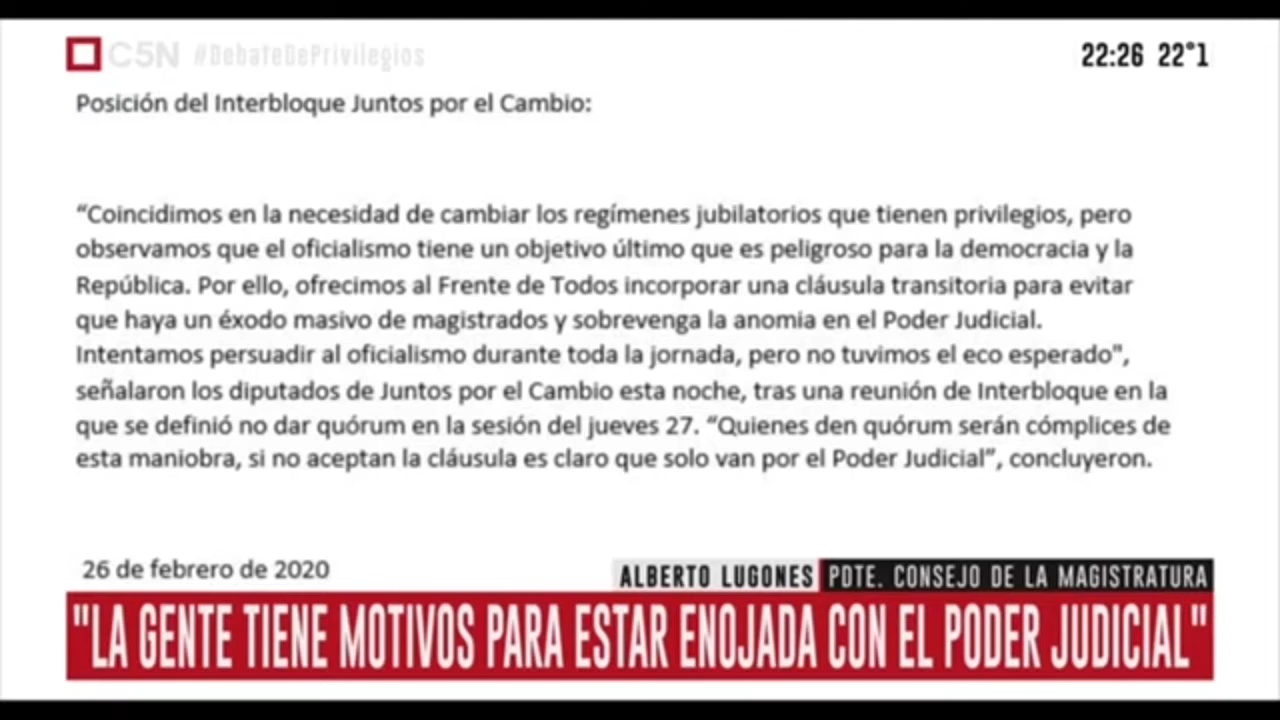 C5N #DebateDePrivilegios
22:26 22°1
Posición del Interbloque Juntos por el Cambio:
“Coincidimos en la necesidad de cambiar los regímenes jubilatorios que tienen privilegios, pero
observamos que el oficialismo tiene un objetivo último que es peligroso para la democracia y la
República. Por ello, ofrecimos al Frente de Todos incorporar una cláusula transitoria para evitar
que haya un éxodo masivo de magistrados y sobrevenga la anomia en el Poder Judicial.
Intentamos persuadir al oficialismo durante toda la jornada, pero no tuvimos el eco esperado",
señalaron los diputados de Juntos por el Cambio esta noche, tras una reunión de Interbloque en la
que se definió no dar quórum en la sesión del jueves 27. “Quienes den quórum serán cómplices de
esta maniobra, si no aceptan la cláusula es claro que solo van por el Poder Judicial”, concluyeron.
26 de febrero de 2020
ALBERTO LUGONES PDTE. CONSEJO DE LA MAGISTRATURA
"LA GENTE TIENE MOTIVOS PARA ESTAR ENOJADA CON EL PODER JUDICIAL"